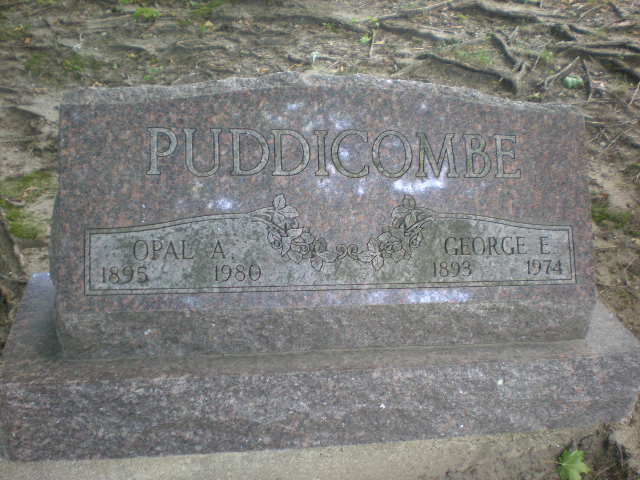 PUDDICOMBE
OPAL A. GEORGE E.
1895 1980 1893 1974